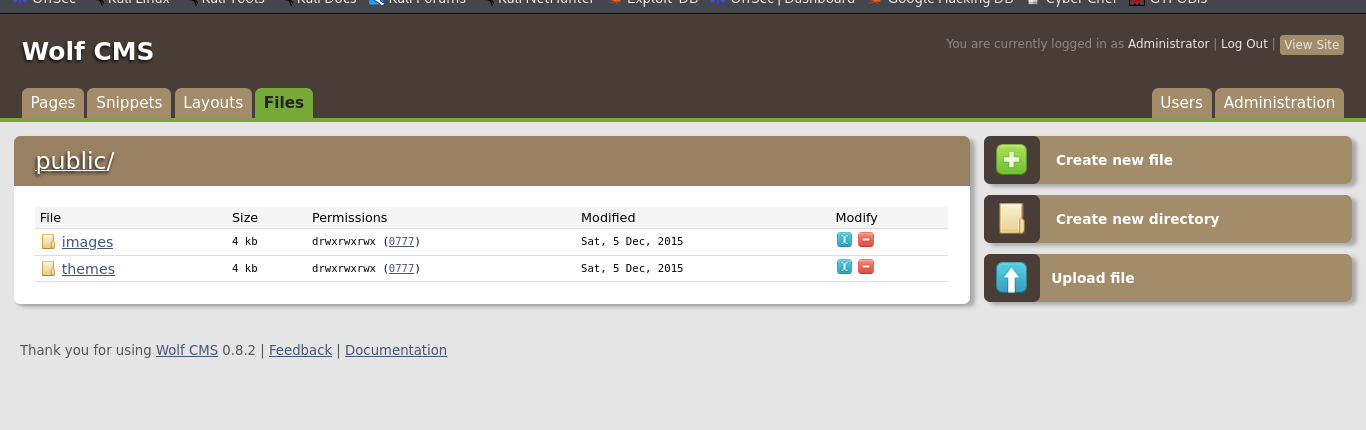 OffSec Kali Linux Kali Tools Kali Docs Kali Forums Kali NetHunter Exploit-DB OffSec | Dashboard Google Hacking DB Cyber Chef GTFOBis
Wolf CMS
You are currently logged in as Administrator | Log Out | View Site
Pages Snippets Layouts Files Users Administration
public/
File Size Permissions Modified Modify
images 4 kb drwxrwxrwx (0777) Sat, 5 Dec, 2015
themes 4 kb drwxrwxrwx (0777) Sat, 5 Dec, 2015
Create new file
Create new directory
Upload file
Thank you for using Wolf CMS 0.8.2 | Feedback | Documentation